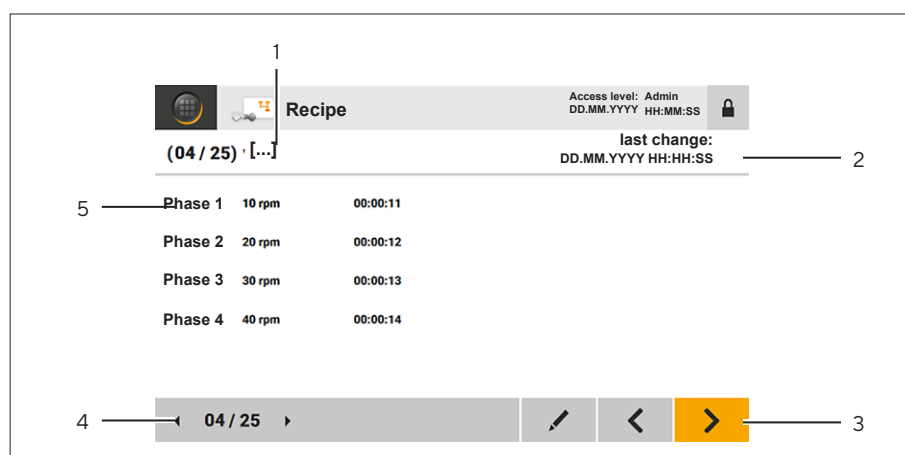 1
Recipe
Access level: Admin
DD.MM.YYYY HH:MM:SS
(04 / 25) [...]
last change:
DD.MM.YYYY HH:HH:SS
2
5
Phase 1 10 rpm 00:00:11
Phase 2 20 rpm 00:00:12
Phase 3 30 rpm 00:00:13
Phase 4 40 rpm 00:00:14
4
04 / 25
3